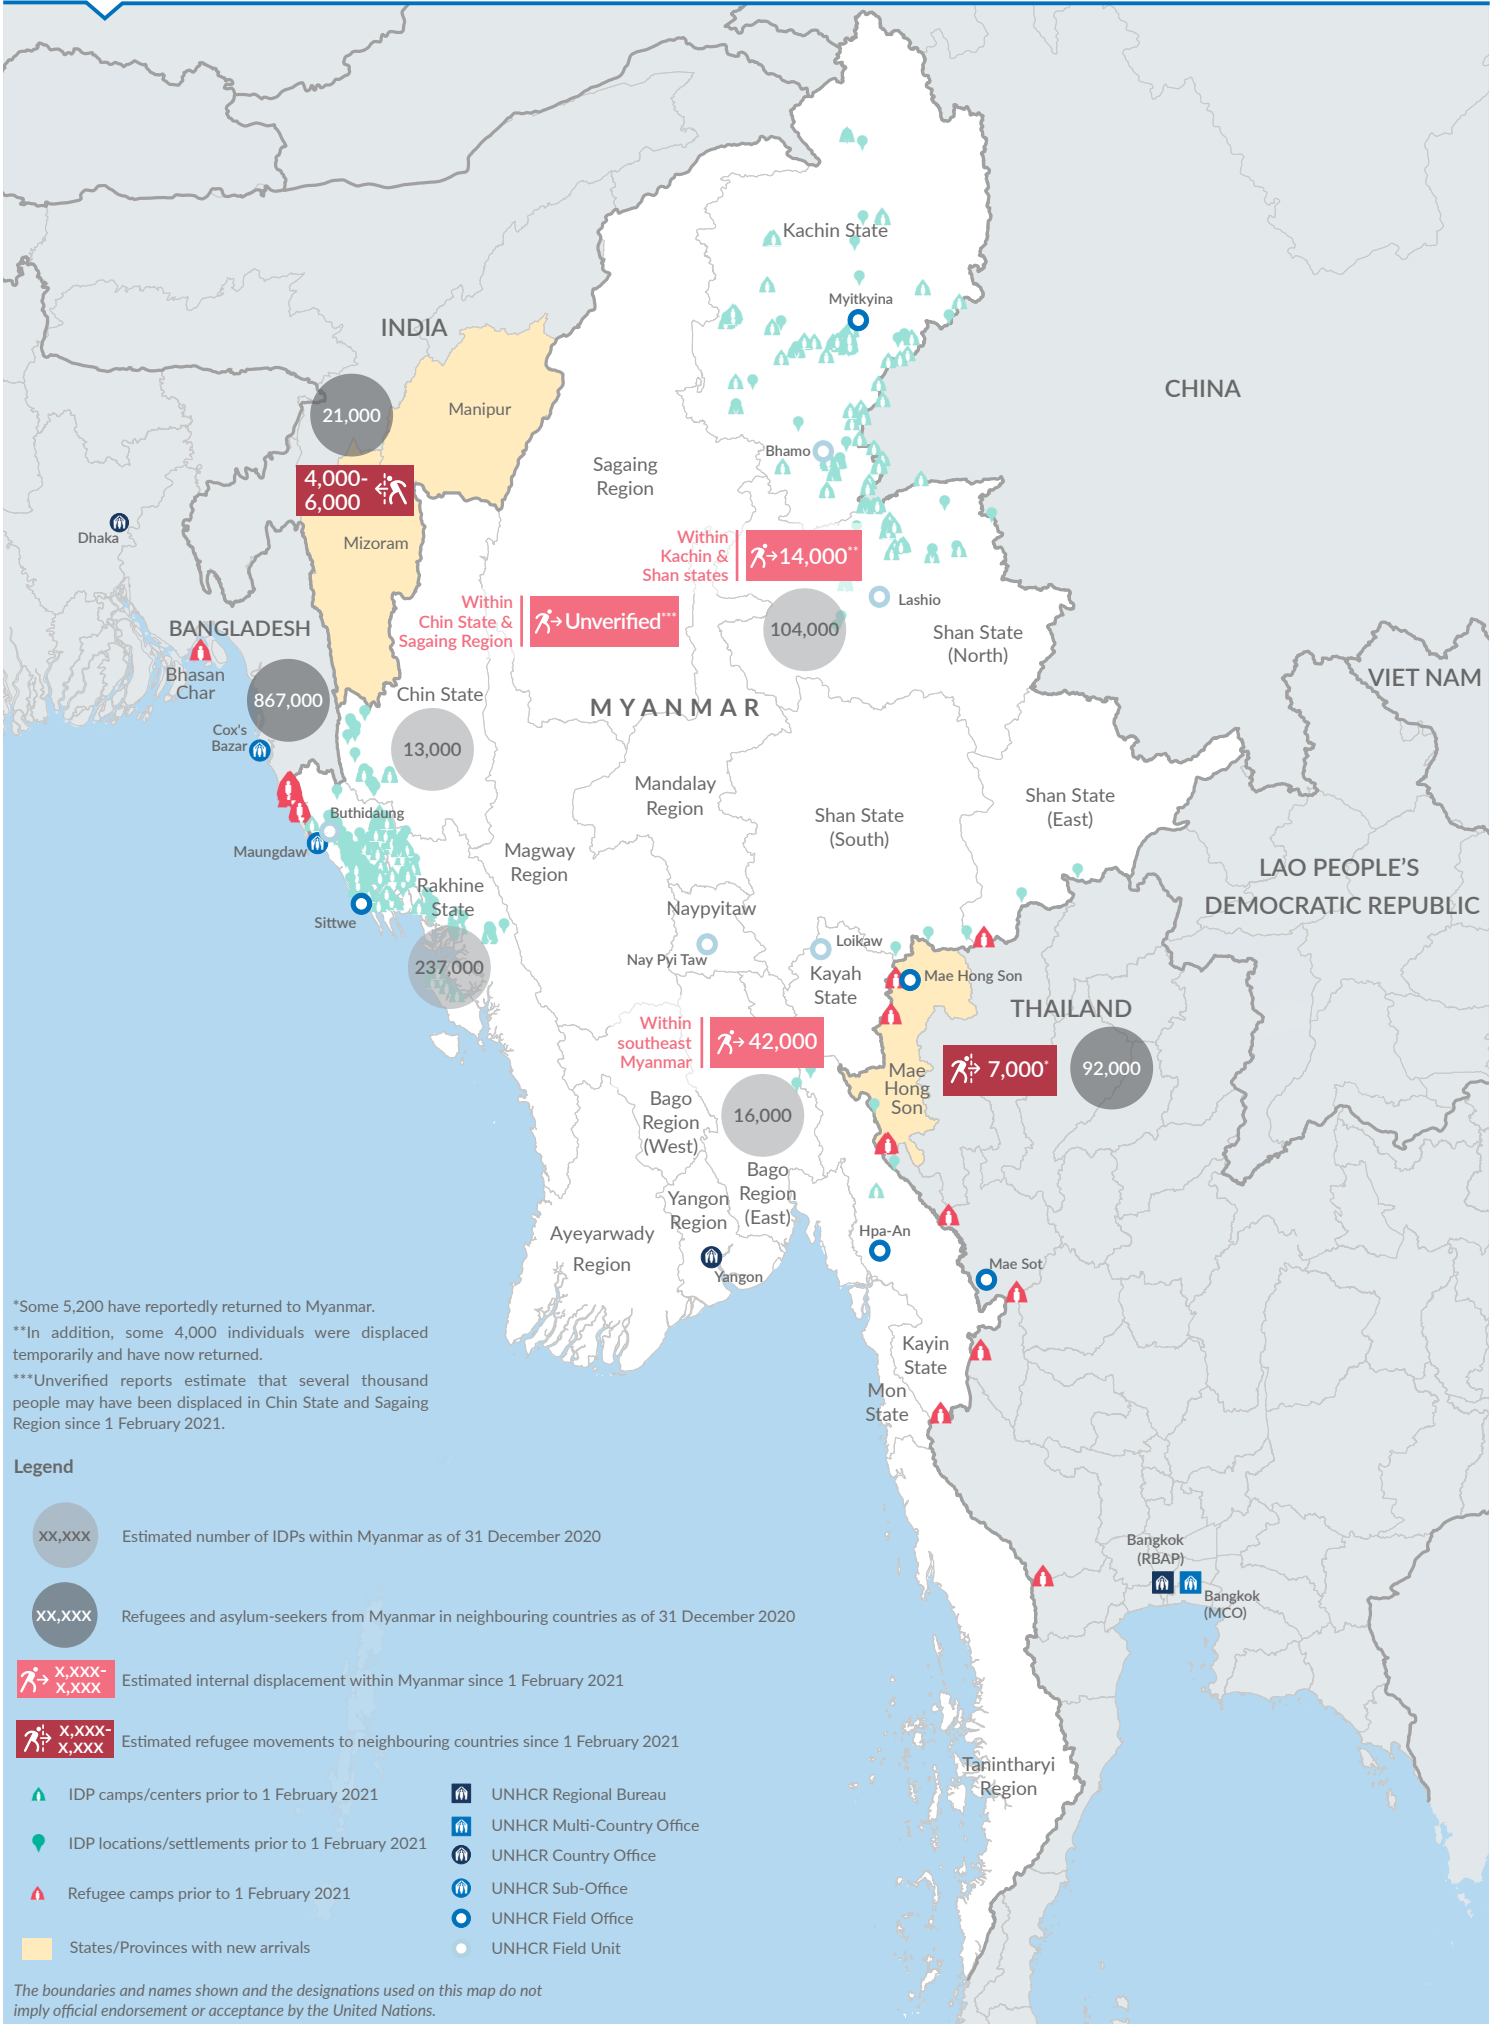 Kachin State
Myitkyina
INDIA
CHINA
21,000
Manipur
Bhamo
Sagaing
Region
4,000-
6,000
Dhaka
Mizoram
Within
Kachin &
Shan states
14,000**
Within
Chin State &
Sagaing Region
Unverified***
Lashio
104,000
Shan State
(North)
BANGLADESH
Bhasan
Char
VIET NAM
867,000
Chin State
MYANMAR
Cox's
Bazar
13,000
Mandalay
Region
Shan State
(East)
Shan State
(South)
Buthidaung
Maungdaw
Magway
Region
LAO PEOPLE'S
DEMOCRATIC REPUBLIC
Rakhine
State
Sittwe
Naypyitaw
Nay Pyi Taw
Loikaw
237,000
Kayah
State
Mae Hong Son
THAILAND
Within
southeast
Myanmar
42,000
Mae
Hong
Son
7,000*
92,000
16,000
Bago
Region
(West)
Bago
Region
(East)
Yangon
Region
Ayeyarwady
Region
Hpa-An
Yangon
Mae Sot
*Some 5,200 have reportedly returned to Myanmar.
**In addition, some 4,000 individuals were displaced
temporarily and have now returned.
***Unverified reports estimate that several thousand
people may have been displaced in Chin State and Sagaing
Region since 1 February 2021.
Kayin
State
Mon
State
Legend
xx,xxx
Estimated number of IDPs within Myanmar as of 31 December 2020
Bangkok
(RBAP)
Bangkok
(MCO)
xx,xxx
Refugees and asylum-seekers from Myanmar in neighbouring countries as of 31 December 2020
x,xxx-
x,xxx
Estimated internal displacement within Myanmar since 1 February 2021
x,xxx-
x,xxx
Estimated refugee movements to neighbouring countries since 1 February 2021
Tanintharyi
Region
IDP camps/centers prior to 1 February 2021
IDP locations/settlements prior to 1 February 2021
Refugee camps prior to 1 February 2021
States/Provinces with new arrivals
UNHCR Regional Bureau
UNHCR Multi-Country Office
UNHCR Country Office
UNHCR Sub-Office
UNHCR Field Office
UNHCR Field Unit
The boundaries and names shown and the designations used on this map do not
imply official endorsement or acceptance by the United Nations.